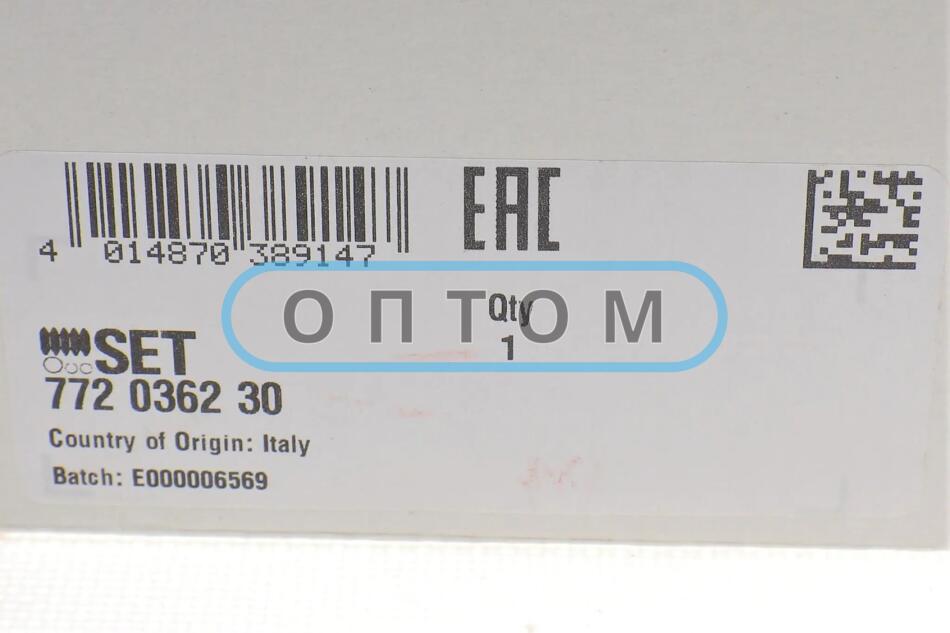 4 014870 389147
EAC
ОПТОМ
Qty
1
SET
772 0362 30
Country of Origin: Italy
Batch: E000006569